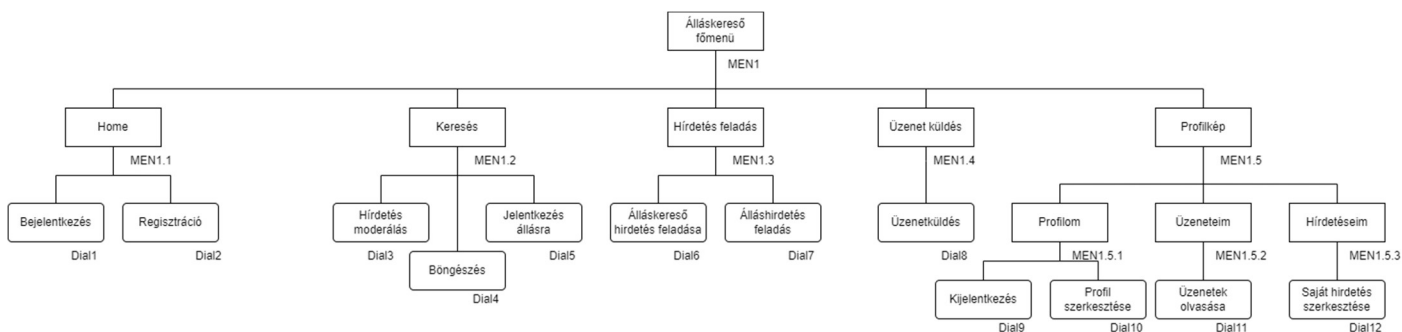 Álláskereső
főmenü
MEN1
Home
Keresés
Hírdetés feladás
Üzenet küldés
Profilkép
MEN1.1
MEN1.2
MEN1.3
MEN1.4
MEN1.5
Bejelentkezés
Regisztráció
Hírdetés
moderálás
Jelentkezés
állásra
Álláskereső
hirdetés feladása
Álláshirdetés
feladás
Üzenetküldés
Profilom
Üzeneteim
Hírdetéseim
Dial1
Dial2
Dial3
Dial5
Dial6
Dial7
Dial8
MEN1.5.1
MEN1.5.2
MEN1.5.3
Böngészés
Dial4
Kijelentkezés
Profil
szerkesztése
Üzenetek
olvasása
Saját hirdetés
szerkesztése
Dial9
Dial10
Dial11
Dial12